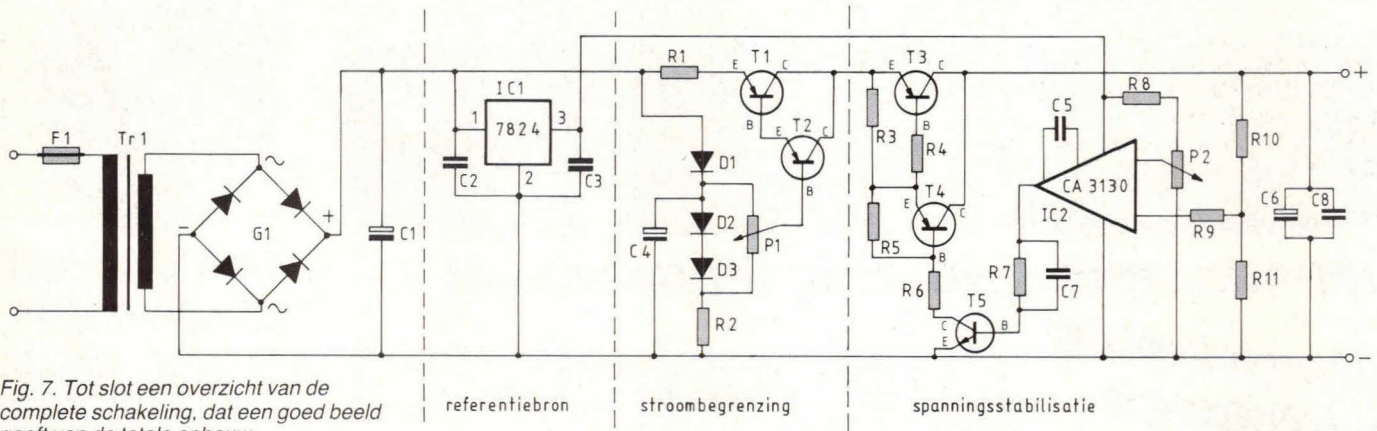 F1
Tr1
~
~
+
-
G1
C1
IC1
1
7824
3
2
C2
C3
R1
T1
E
C
B
T2
E
C
B
D1
D2
D3
P1
C4
R2
T3
E
C
B
R3
R4
T4
E
C
B
R5
R6
T5
C
E
B
R7
C7
C5
CA 3130
IC2
R8
P2
R9
R10
R11
C6
C8
+
-
Fig. 7. Tot slot een overzicht van de
complete schakeling, dat een goed beeld
referentiebron
stroombegrenzing
spanningsstabilisatie